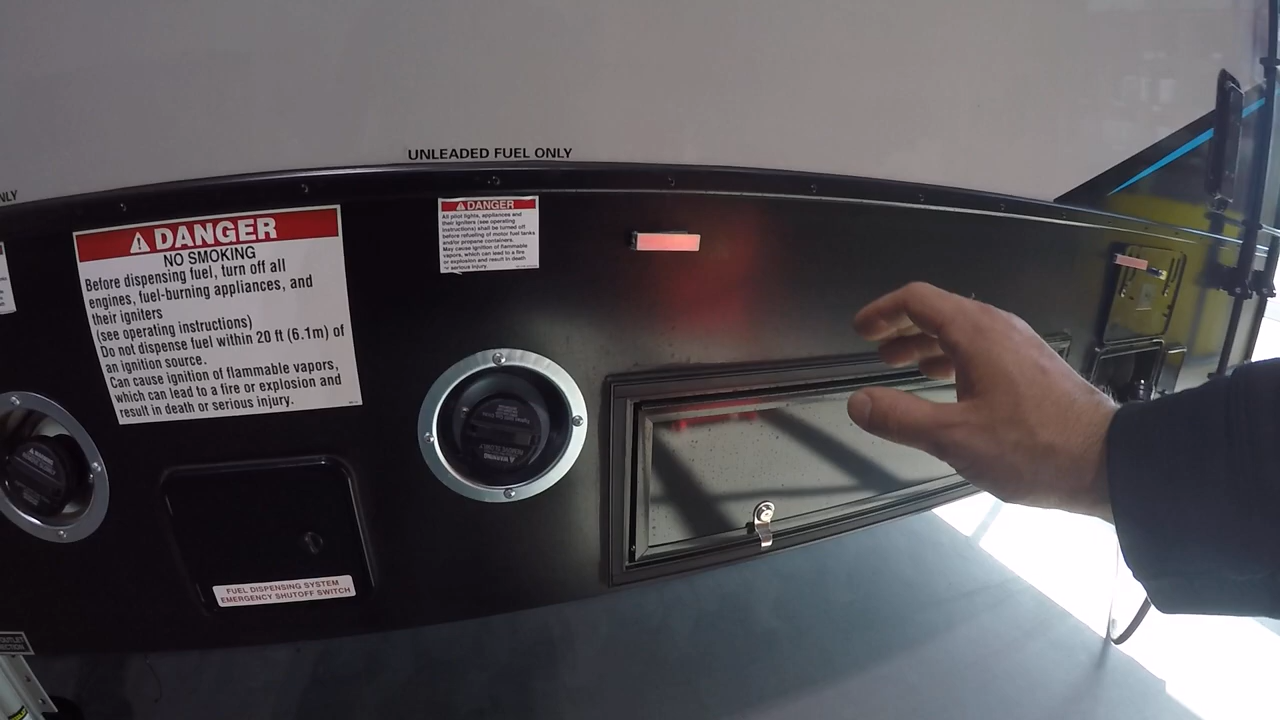 UNLEADED FUEL ONLY
NLY
DANGER
NO SMOKING
Before dispensing fuel, turn off all
engines, fuel-burning appliances, and
their igniters
(see operating instructions)
Do not dispense fuel within 20 ft (6.1m) of
an ignition source.
Can cause ignition of flammable vapors,
which can lead to a fire or explosion and
result in death or serious injury.
DANGER
All pilot lights, appliances and
their igniters (see operating
instructions) shall be turned off
before refueling of motor fuel tanks
and/or propane containers.
May cause ignition of flammable
vapors, which can lead to a fire
or explosion and result in death
or serious injury.
WARNING
FUEL DISPENSING SYSTEM
EMERGENCY SHUTOFF SWITCH
OUTLET